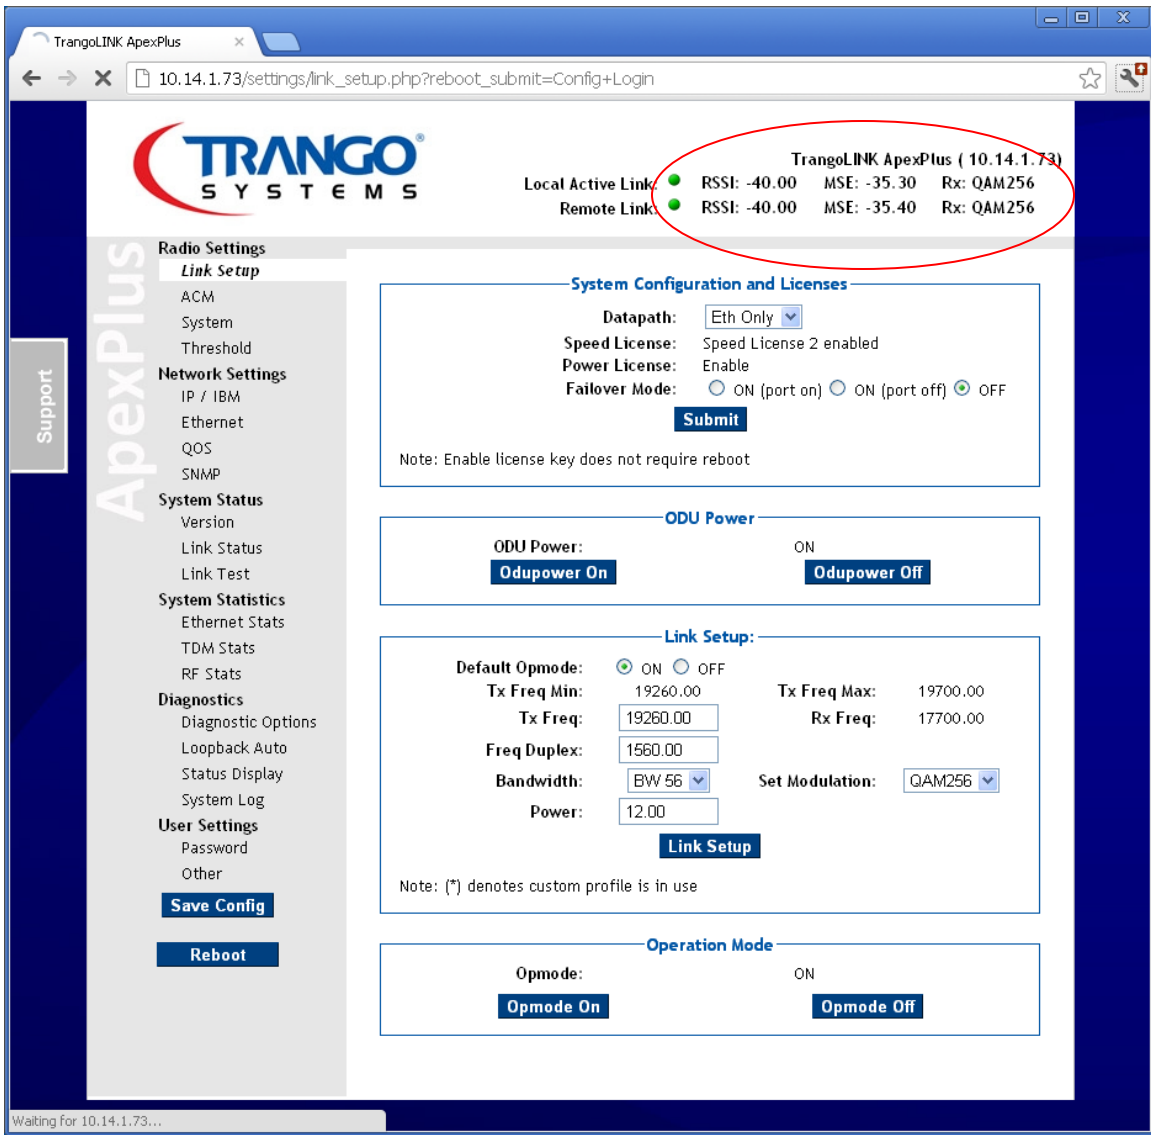 TrangoLINK ApexPlus
10.14.1.73/settings/link_setup.php?reboot_submit=Config+Login
TRANGO®
SYSTEMS
TrangoLINK ApexPlus ( 10.14.1.73)
Local Active Link: RSSI: -40.00 MSE: -35.30 Rx: QAM256
Remote Link: RSSI: -40.00 MSE: -35.40 Rx: QAM256
Support
ApexPlus
Radio Settings
Link Setup
ACM
System
Threshold
Network Settings
IP / IBM
Ethernet
QOS
SNMP
System Status
Version
Link Status
Link Test
System Statistics
Ethernet Stats
TDM Stats
RF Stats
Diagnostics
Diagnostic Options
Loopback Auto
Status Display
System Log
User Settings
Password
Other
Save Config
Reboot
System Configuration and Licenses
Datapath: Eth Only
Speed License: Speed License 2 enabled
Power License: Enable
Failover Mode: ON (port on) ON (port off) OFF
Submit
Note: Enable license key does not require reboot
ODU Power
ODU Power: ON
Odupower On Odupower Off
Link Setup:
Default Opmode: ON OFF
Tx Freq Min: 19260.00 Tx Freq Max: 19700.00
Tx Freq: 19260.00 Rx Freq: 17700.00
Freq Duplex: 1560.00
Bandwidth: BW 56 Set Modulation: QAM256
Power: 12.00
Link Setup
Note: (*) denotes custom profile is in use
Operation Mode
Opmode: ON
Opmode On Opmode Off
Waiting for 10.14.1.73...